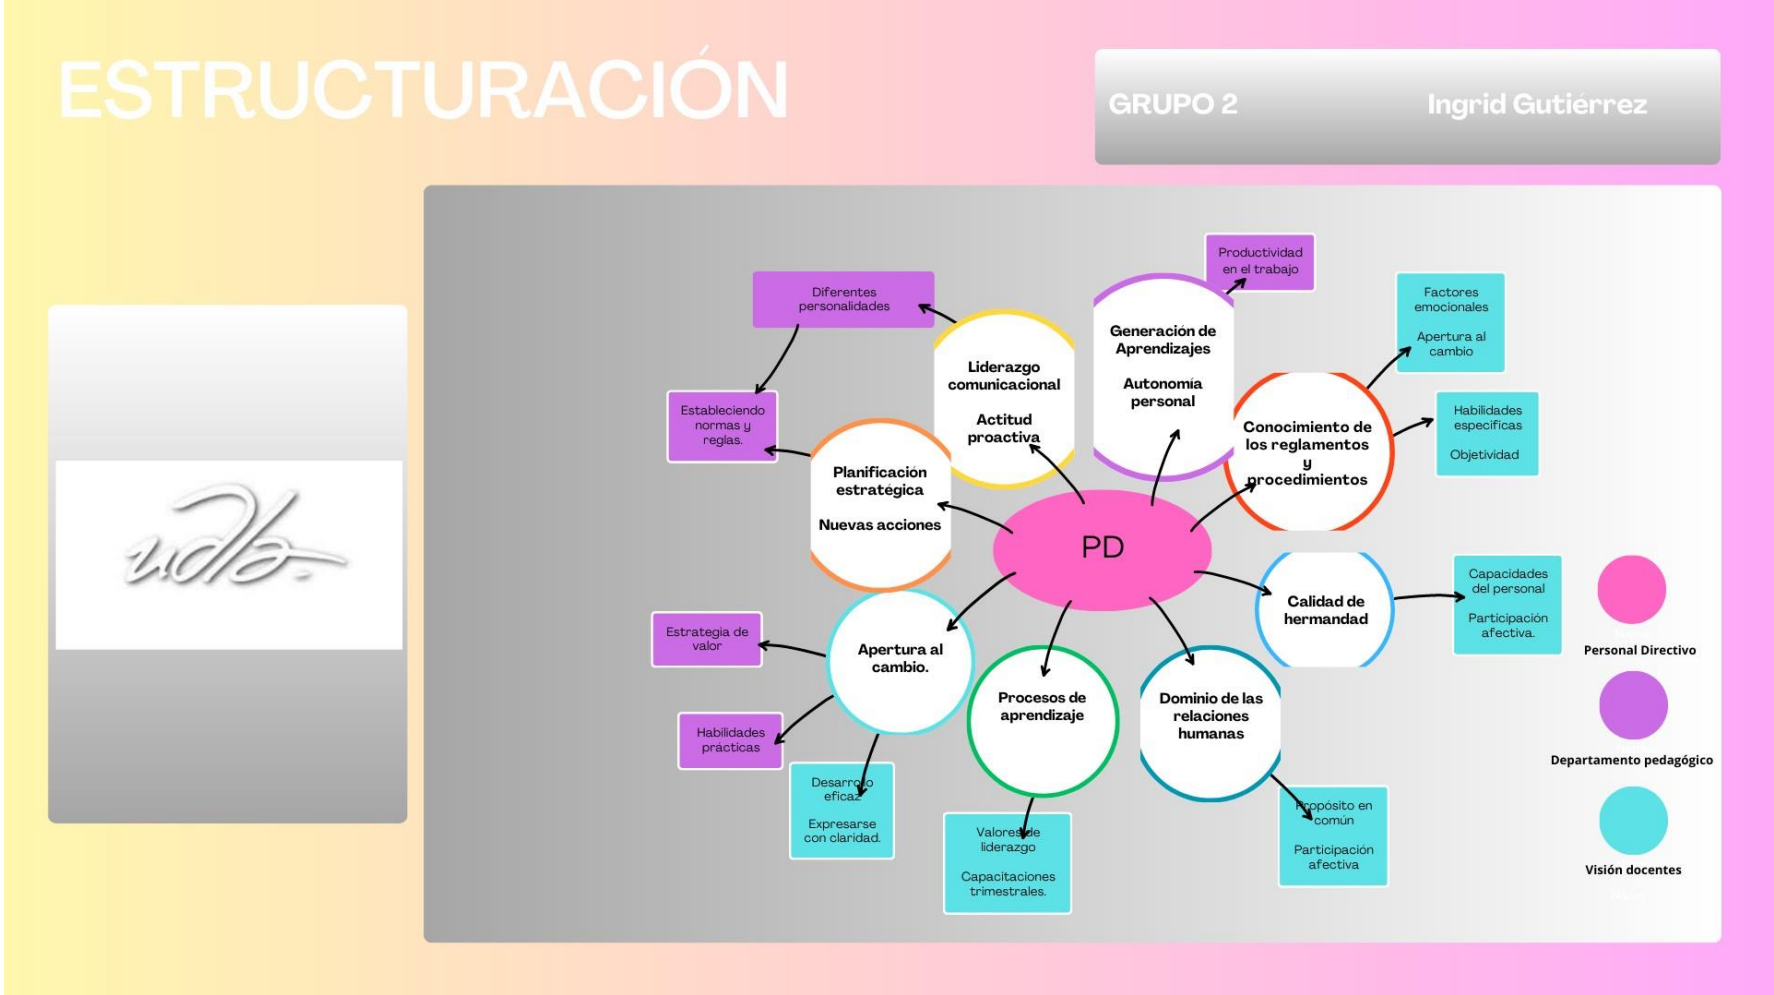 ESTRUCTURACIÓN
GRUPO 2
Ingrid Gutiérrez
udla.
Productividad
en el trabajo
Diferentes
personalidades
Factores
emocionales
Apertura al
cambio
Generación de
Aprendizajes
Autonomía
personal
Liderazgo
comunicacional
Actitud
proactiva
Estableciendo
normas y
reglas.
Habilidades
especificas
Objetividad
Conocimiento de
los reglamentos
y
procedimientos
Planificación
estratégica
Nuevas acciones
PD
Calidad de
hermandad
Capacidades
del personal
Participación
afectiva.
Estrategia de
valor
Apertura al
cambio.
Procesos de
aprendizaje
Dominio de las
relaciones
humanas
Habilidades
prácticas
Desarrollo
eficaz
Expresarse
con claridad.
Valores de
liderazgo
Capacitaciones
trimestrales.
Propósito en
común
Participación
afectiva
Personal Directivo
Departamento pedagógico
Visión docentes